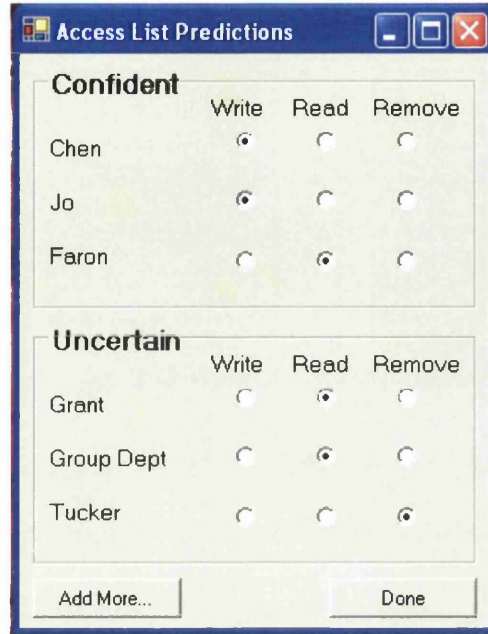 Access List Predictions
Confident
Write Read Remove
Chen
Jo
Faron
Uncertain
Write Read Remove
Grant
Group Dept
Tucker
Add More... Done